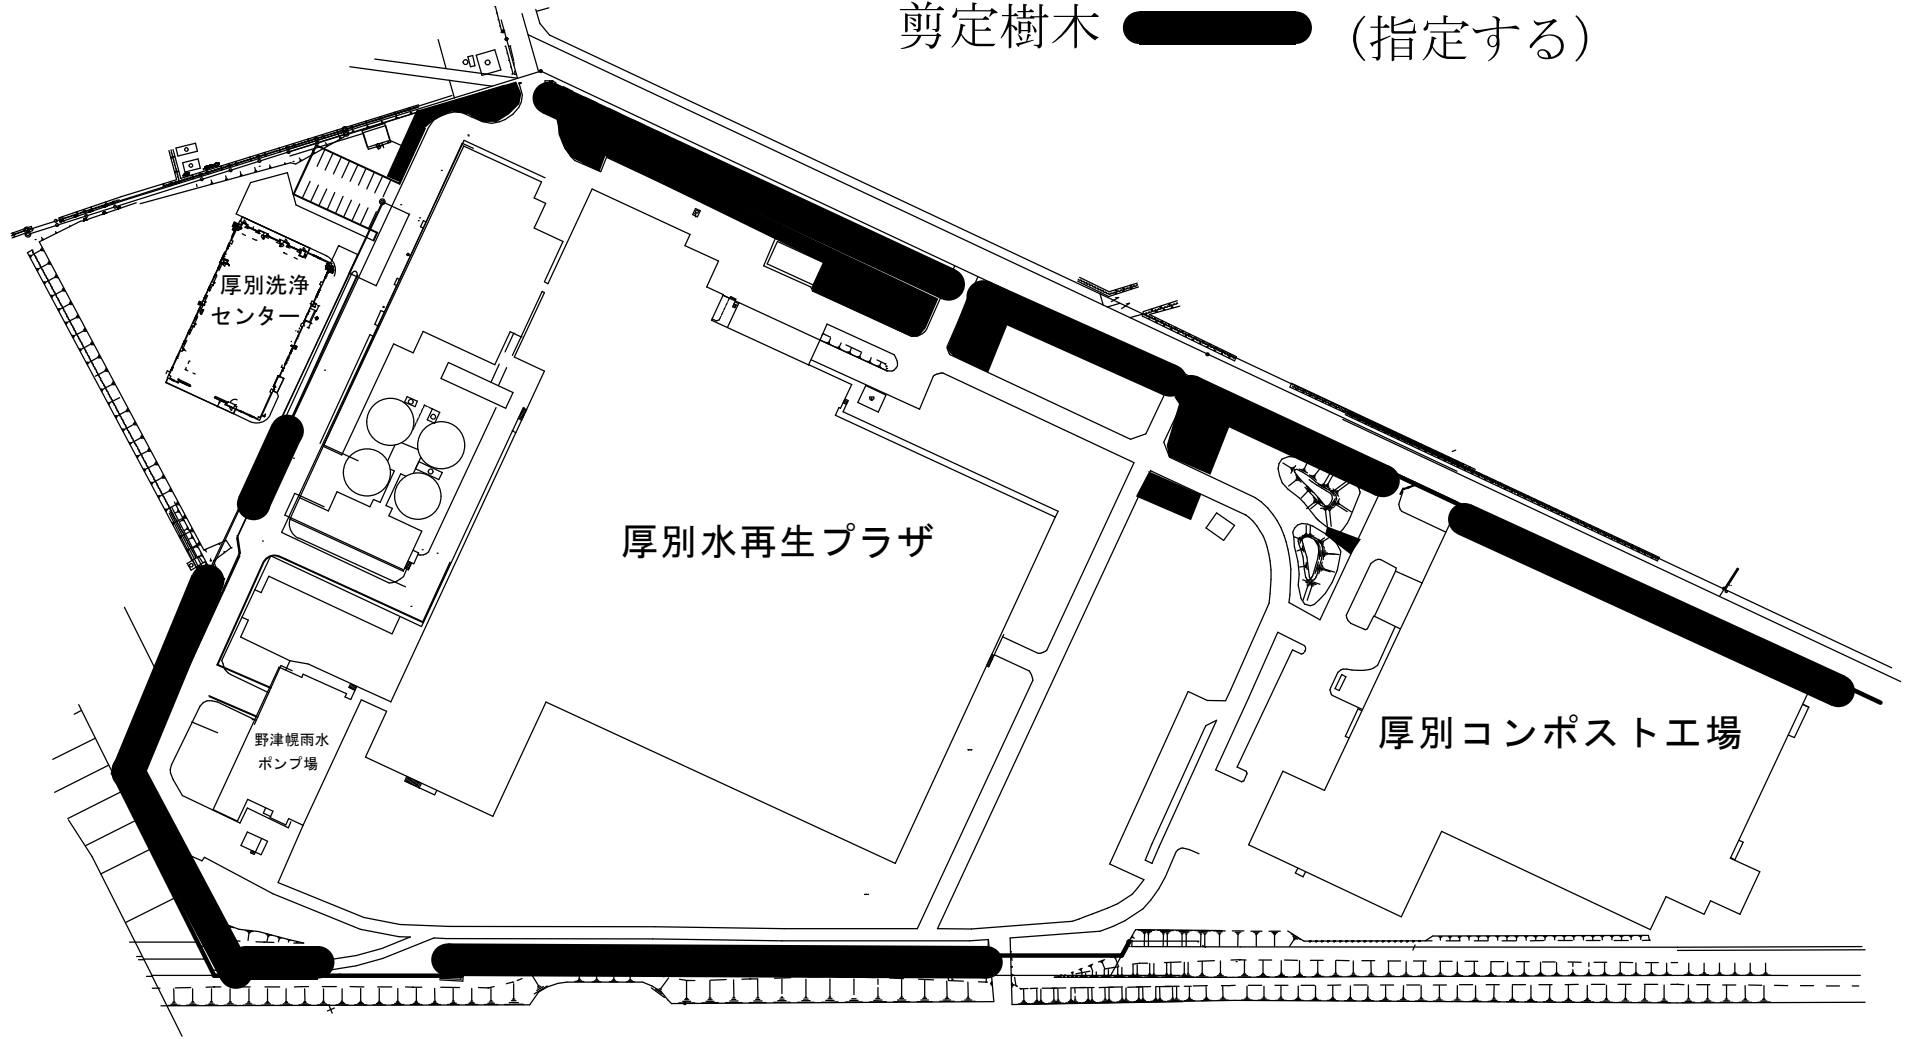 剪定樹木 (指定する)
厚別洗浄
センター
厚別水再生プラザ
厚別コンポスト工場
野津幌雨水
ポンプ場